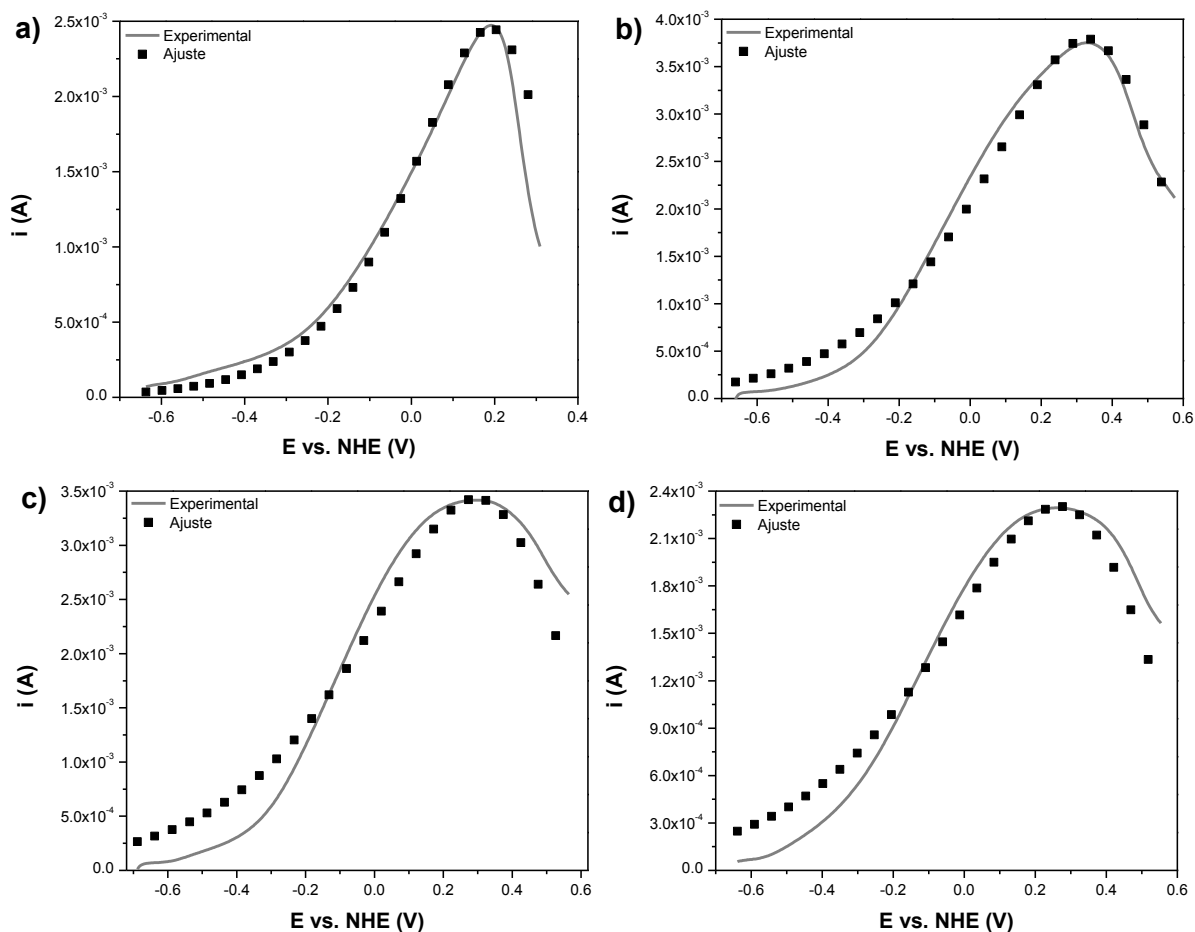 a)
Experimental
Ajuste
2.5x10⁻³
2.0x10⁻³
1.5x10⁻³
1.0x10⁻³
5.0x10⁻⁴
0.0
i (A)
-0.6 -0.4 -0.2 0.0 0.2 0.4
E vs. NHE (V)
b)
Experimental
Ajuste
4.0x10⁻³
3.5x10⁻³
3.0x10⁻³
2.5x10⁻³
2.0x10⁻³
1.5x10⁻³
1.0x10⁻³
5.0x10⁻⁴
0.0
i (A)
-0.6 -0.4 -0.2 0.0 0.2 0.4 0.6
E vs. NHE (V)
c)
Experimental
Ajuste
3.5x10⁻³
3.0x10⁻³
2.5x10⁻³
2.0x10⁻³
1.5x10⁻³
1.0x10⁻³
5.0x10⁻⁴
0.0
i (A)
-0.6 -0.4 -0.2 0.0 0.2 0.4 0.6
E vs. NHE (V)
d)
Experimental
Ajuste
2.4x10⁻³
2.1x10⁻³
1.8x10⁻³
1.5x10⁻³
1.2x10⁻³
9.0x10⁻⁴
6.0x10⁻⁴
3.0x10⁻⁴
0.0
i (A)
-0.6 -0.4 -0.2 0.0 0.2 0.4 0.6
E vs. NHE (V)